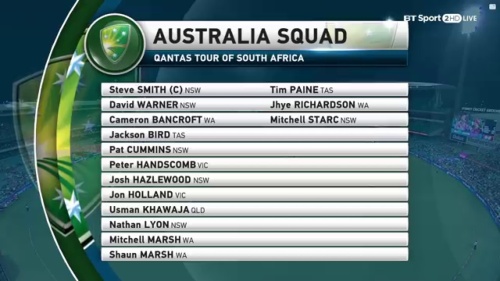 BT Sport 2HD LIVE
AUSTRALIA SQUAD
QANTAS TOUR OF SOUTH AFRICA
Steve SMITH (C) NSW
David WARNER NSW
Cameron BANCROFT WA
Jackson BIRD TAS
Pat CUMMINS NSW
Peter HANDSCOMB VIC
Josh HAZLEWOOD NSW
Jon HOLLAND VIC
Usman KHAWAJA QLD
Nathan LYON NSW
Mitchell MARSH WA
Shaun MARSH WA
Tim PAINE TAS
Jhye RICHARDSON WA
Mitchell STARC NSW